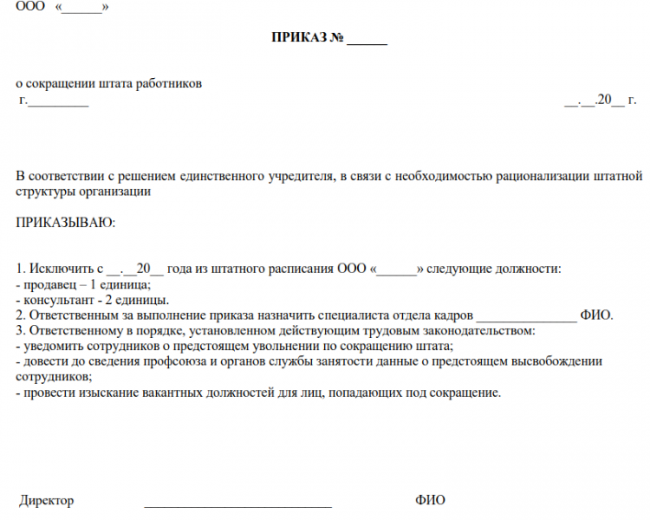 ООО «______»
ПРИКАЗ № ______
о сокращении штата работников
г._________ __.__.20__ г.
В соответствии с решением единственного учредителя, в связи с необходимостью рационализации штатной
структуры организации
ПРИКАЗЫВАЮ:
1. Исключить с __.__20__ года из штатного расписания ООО «______» следующие должности:
- продавец – 1 единица;
- консультант - 2 единицы.
2. Ответственным за выполнение приказа назначить специалиста отдела кадров _______________ ФИО.
3. Ответственному в порядке, установленном действующим трудовым законодательством:
- уведомить сотрудников о предстоящем увольнении по сокращению штата;
- довести до сведения профсоюза и органов службы занятости данные о предстоящем высвобождении
сотрудников;
- провести изыскание вакантных должностей для лиц, попадающих под сокращение.
Директор ____________________________ ФИО